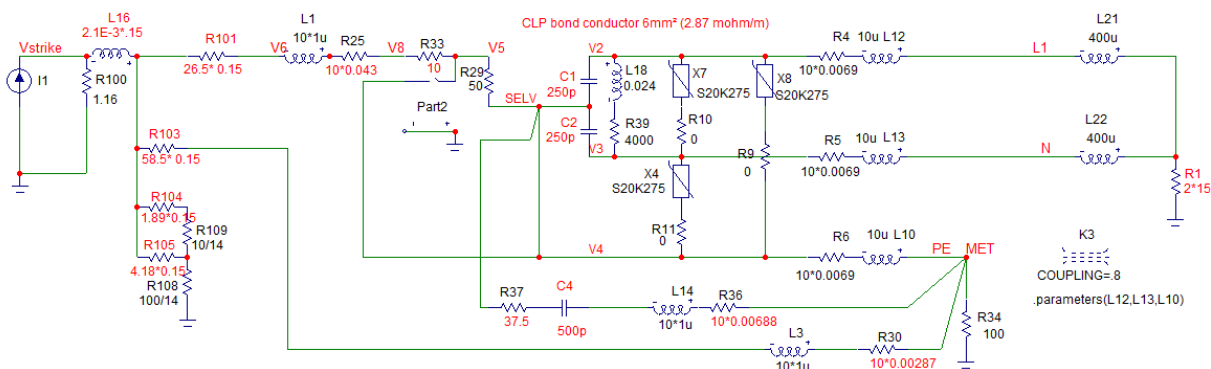 CLP bond conductor 6mm² (2.87 mohm/m)
L16
2.1E-3*.15
Vstrike
I1
R100
1.16
R101
26.5* 0.15
V6
L1
10*1u
R25
10*0.043
V8
R33
10
V5
R29
50
SELV
Part2
V2
C1
250p
C2
250p
V3
L18
0.024
R39
4000
X7
S20K275
R10
0
X4
S20K275
R11
0
X8
S20K275
R9
0
R4
10*0.0069
10u L12
L1
L21
400u
R5
10*0.0069
10u L13
N
L22
400u
R1
2*15
R103
58.5* 0.15
R104
1.89*0.15
R109
10/14
R105
4.18*0.15
R108
100/14
V4
R6
10*0.0069
10u L10
PE MET
K3
COUPLING=.8
.parameters(L12,L13,L10)
R37
37.5
C4
500p
L14
10*1u
R36
10*0.00688
R34
100
L3
10*1u
R30
10*0.00287